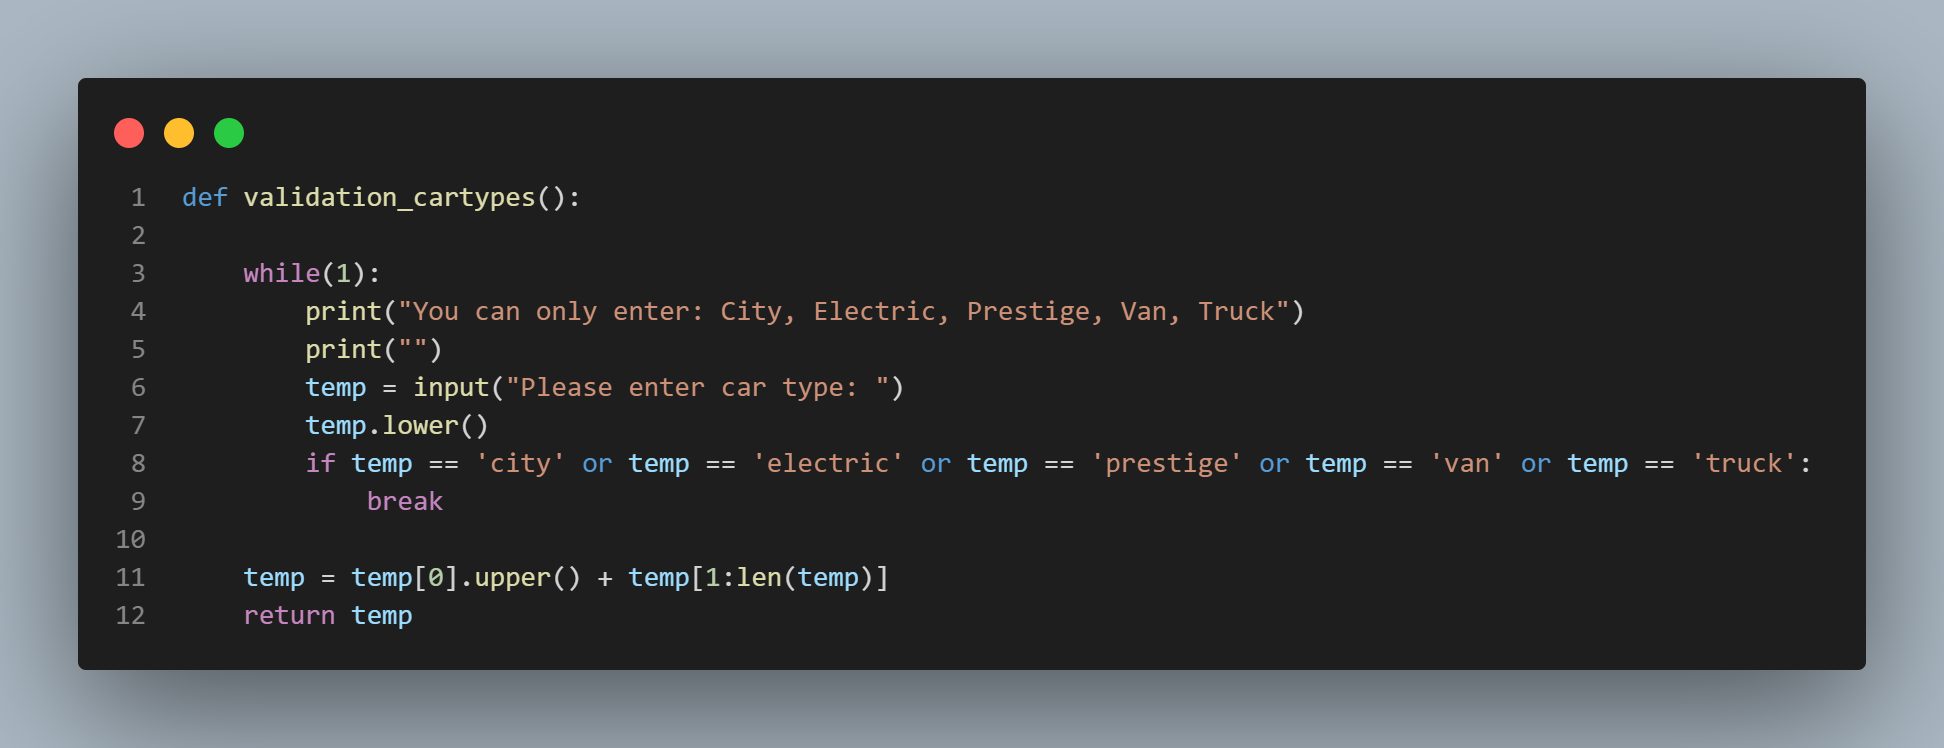 1 def validation_cartypes():
2
3     while(1):
4         print("You can only enter: City, Electric, Prestige, Van, Truck")
5         print("")
6         temp = input("Please enter car type: ")
7         temp.lower()
8         if temp == 'city' or temp == 'electric' or temp == 'prestige' or temp == 'van' or temp == 'truck':
9             break
10
11     temp = temp[0].upper() + temp[1:len(temp)]
12     return temp